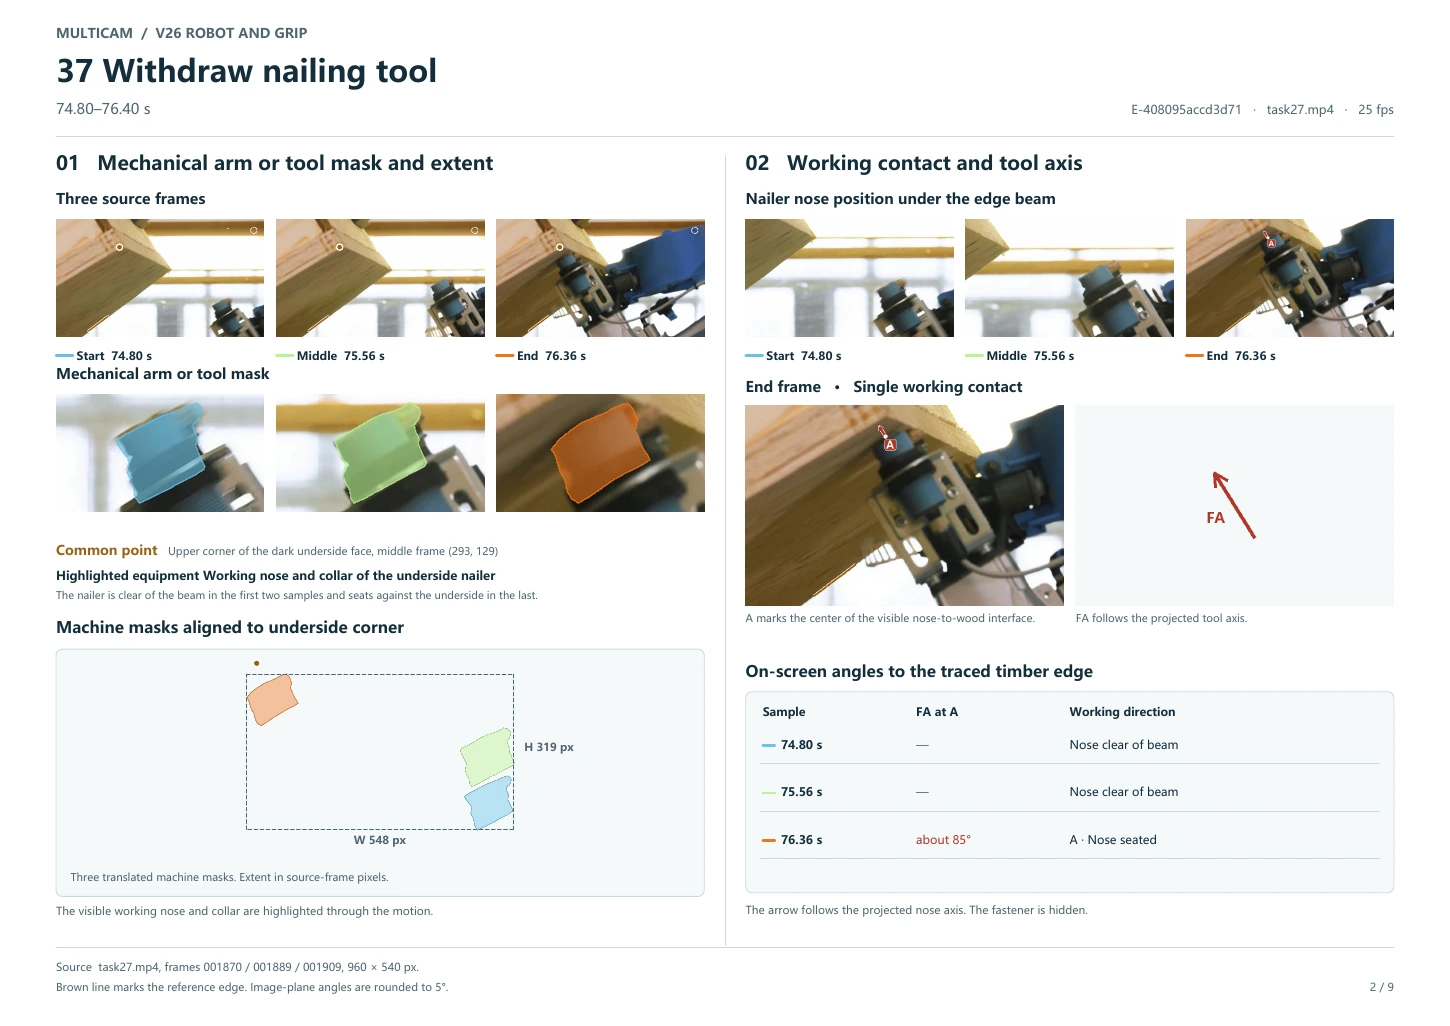 MULTICAM / V26 ROBOT AND GRIP
37 Withdraw nailing tool
74.80–76.40 s
E-408095accd3d71 · task27.mp4 · 25 fps
01 Mechanical arm or tool mask and extent
Three source frames
Start 74.80 s
Middle 75.56 s
End 76.36 s
Mechanical arm or tool mask
Common point Upper corner of the dark underside face, middle frame (293, 129)
Highlighted equipment Working nose and collar of the underside nailer
The nailer is clear of the beam in the first two samples and seats against the underside in the last.
Machine masks aligned to underside corner
H 319 px
W 548 px
Three translated machine masks. Extent in source-frame pixels.
The visible working nose and collar are highlighted through the motion.
02 Working contact and tool axis
Nailer nose position under the edge beam
A
Start 74.80 s
Middle 75.56 s
End 76.36 s
End frame • Single working contact
A
FA
A marks the center of the visible nose-to-wood interface.
FA follows the projected tool axis.
On-screen angles to the traced timber edge
Sample FA at A Working direction
74.80 s — Nose clear of beam
75.56 s — Nose clear of beam
76.36 s about 85° A · Nose seated
The arrow follows the projected nose axis. The fastener is hidden.
Source task27.mp4, frames 001870 / 001889 / 001909, 960 × 540 px.
Brown line marks the reference edge. Image-plane angles are rounded to 5°.
2 / 9